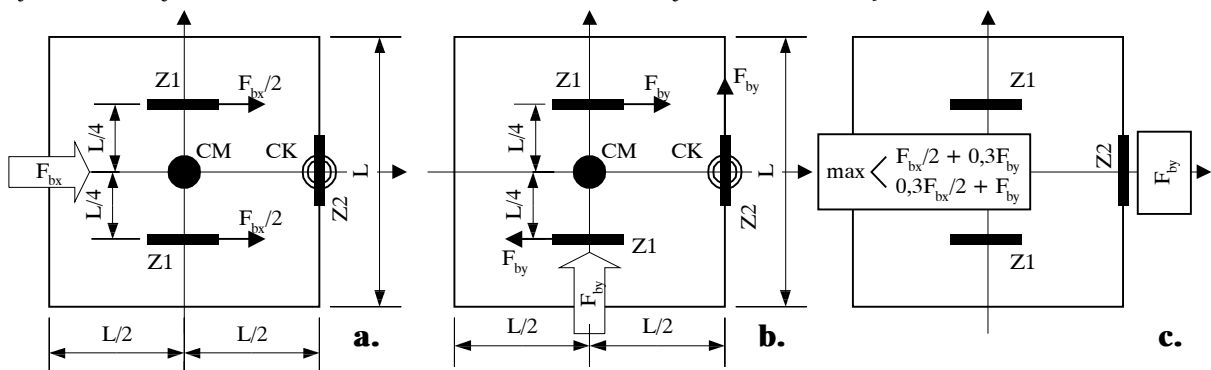 Z1
F_bx/2
L/4
CM
CK
L
F_bx
L/4
Z2
F_bx/2
Z1
L/2
L/2
a.
Z1
F_by
F_by
L/4
CM
CK
L
L/4
Z2
F_by
Z1
F_by
L/2
L/2
b.
Z1
max
F_bx/2 + 0,3F_by
0,3F_bx/2 + F_by
Z2
F_by
Z1
c.